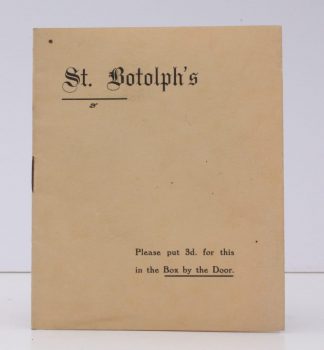 St. Botolph's
Please put 3d. for this
in the Box by the Door.